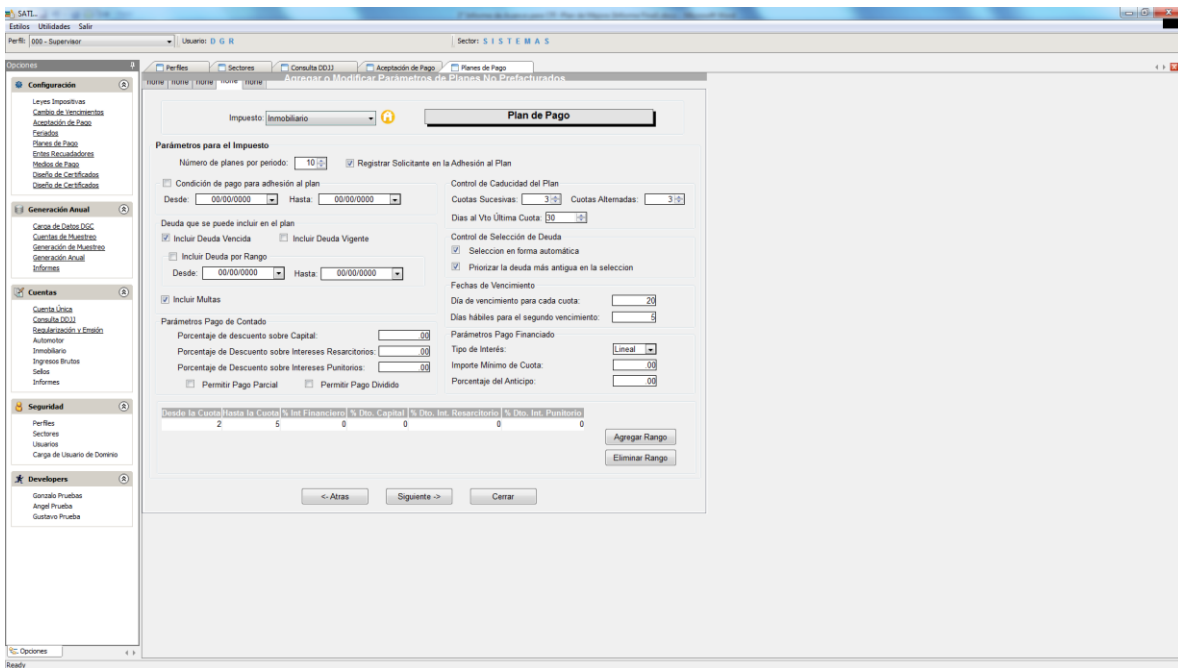 SATI...
Estilos Utilidades Salir
Perfil: 000 - Supervisor Usuario: D G R Sector: S I S T E M A S
Opciones
Perfiles Sectores Consulta DDJJ Aceptación de Pago Planes de Pago
none none none none none Agregar o Modificar Parámetros de Planes No Prefacturados
Configuración
Leyes Impositivas
Cambio de Vencimientos
Aceptación de Pago
Feriados
Planes de Pago
Entes Recuadadores
Medios de Pago
Diseño de Certificados
Diseño de Certificados
Generación Anual
Carga de Datos DGC
Cuentas de Muestreo
Generación de Muestreo
Generación Anual
Informes
Cuentas
Cuenta Única
Consulta DDJJ
Regularización y Emsión
Automotor
Inmobiliario
Ingresos Brutos
Sellos
Informes
Seguridad
Perfiles
Sectores
Usuarios
Carga de Usuario de Dominio
Developers
Gonzalo Pruebas
Angel Prueba
Gustavo Prueba
Opciones
Impuesto: Inmobiliario Plan de Pago
Parámetros para el Impuesto
Número de planes por periodo: 10 Registrar Solicitante en la Adhesión al Plan
Condición de pago para adhesión al plan
Desde: 00/00/0000 Hasta: 00/00/0000
Deuda que se puede incluir en el plan
Incluir Deuda Vencida Incluir Deuda Vigente
Incluir Deuda por Rango
Desde: 00/00/0000 Hasta: 00/00/0000
Incluir Multas
Parámetros Pago de Contado
Porcentaje de descuento sobre Capital: .00
Porcentaje de Descuento sobre Intereses Resarcitorios: .00
Porcentaje de Descuento sobre Intereses Punitorios: .00
Permitir Pago Parcial Permitir Pago Dividido
Control de Caducidad del Plan
Cuotas Sucesivas: 3 Cuotas Alternadas: 3
Dias al Vto Última Cuota: 30
Control de Selección de Deuda
Seleccion en forma automática
Priorizar la deuda más antigua en la seleccion
Fechas de Vencimiento
Día de vencimiento para cada cuota: 20
Días hábiles para el segundo vencimiento: 5
Parámetros Pago Financiado
Tipo de Interés: Lineal
Importe Mínimo de Cuota: .00
Porcentaje del Anticipo: .00
Desde la Cuota Hasta la Cuota % Int Financiero % Dto. Capital % Dto. Int. Resarcitorio % Dto. Int. Punitorio
2 5 0 0 0 0
Agregar Rango
Eliminar Rango
<- Atras Siguiente -> Cerrar
Ready